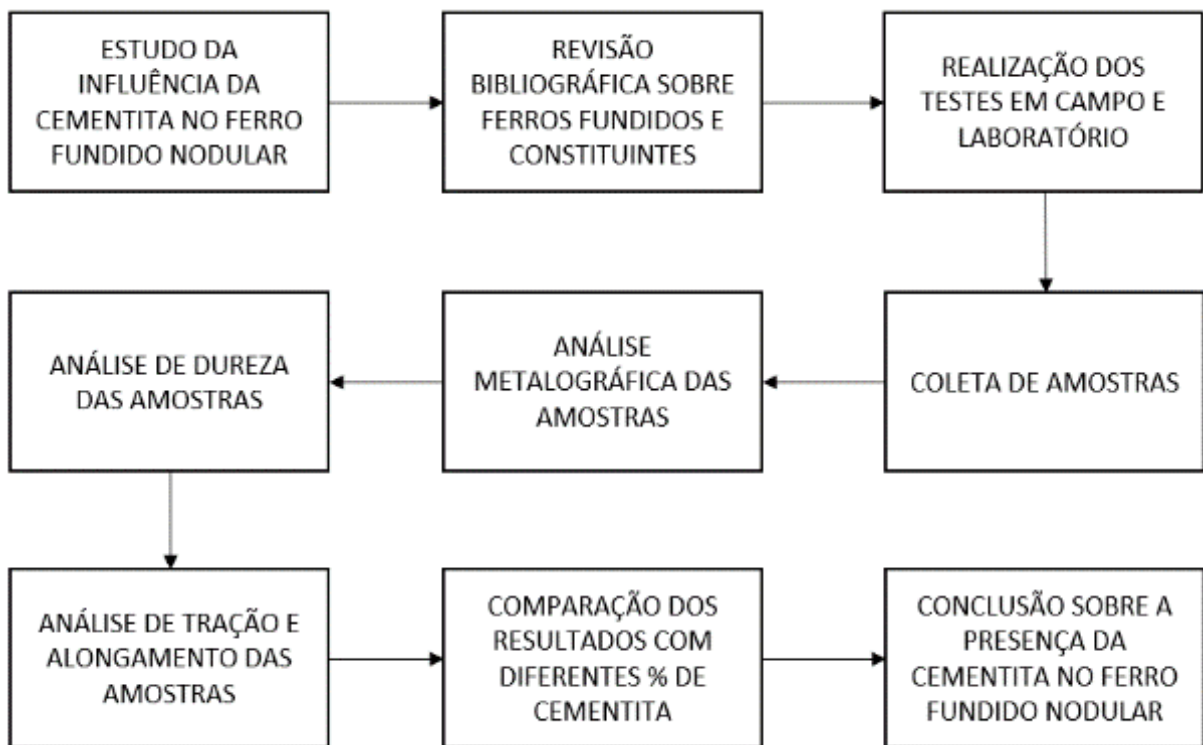 ESTUDO DA
INFLUÊNCIA DA
CEMENTITA NO FERRO
FUNDIDO NODULAR
REVISÃO
BIBLIOGRÁFICA SOBRE
FERROS FUNDIDOS E
CONSTITUINTES
REALIZAÇÃO DOS
TESTES EM CAMPO E
LABORATÓRIO
COLETA DE AMOSTRAS
ANÁLISE
METALOGRÁFICA DAS
AMOSTRAS
ANÁLISE DE DUREZA
DAS AMOSTRAS
ANÁLISE DE TRAÇÃO E
ALONGAMENTO DAS
AMOSTRAS
COMPARAÇÃO DOS
RESULTADOS COM
DIFERENTES % DE
CEMENTITA
CONCLUSÃO SOBRE A
PRESENÇA DA
CEMENTITA NO FERRO
FUNDIDO NODULAR